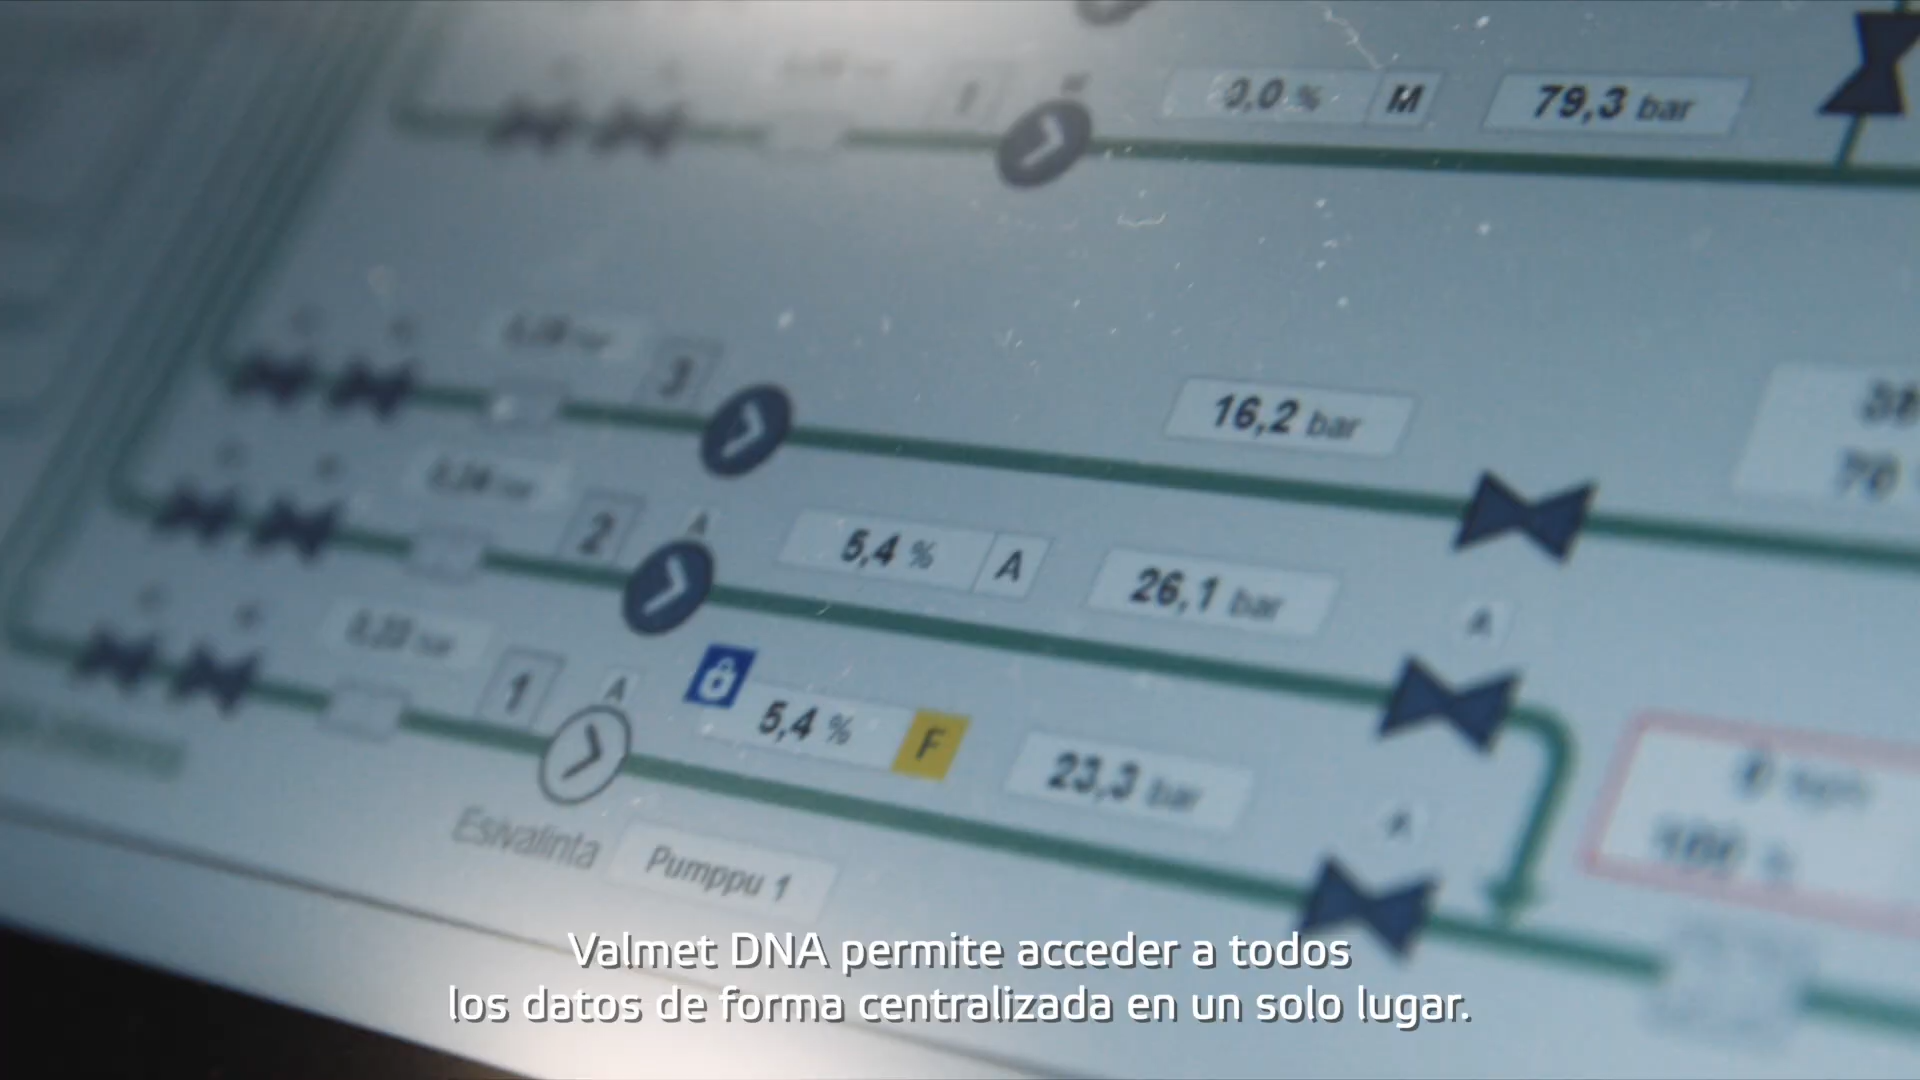 0,0 % M 79,3 bar
1
3
16,2 bar
70
2 A 5,4 % A 26,1 bar
A
1 A 5,4 % F 23,3 bar
A
Esivalinta Pumppu 1
Valmet DNA permite acceder a todos
los datos de forma centralizada en un solo lugar.